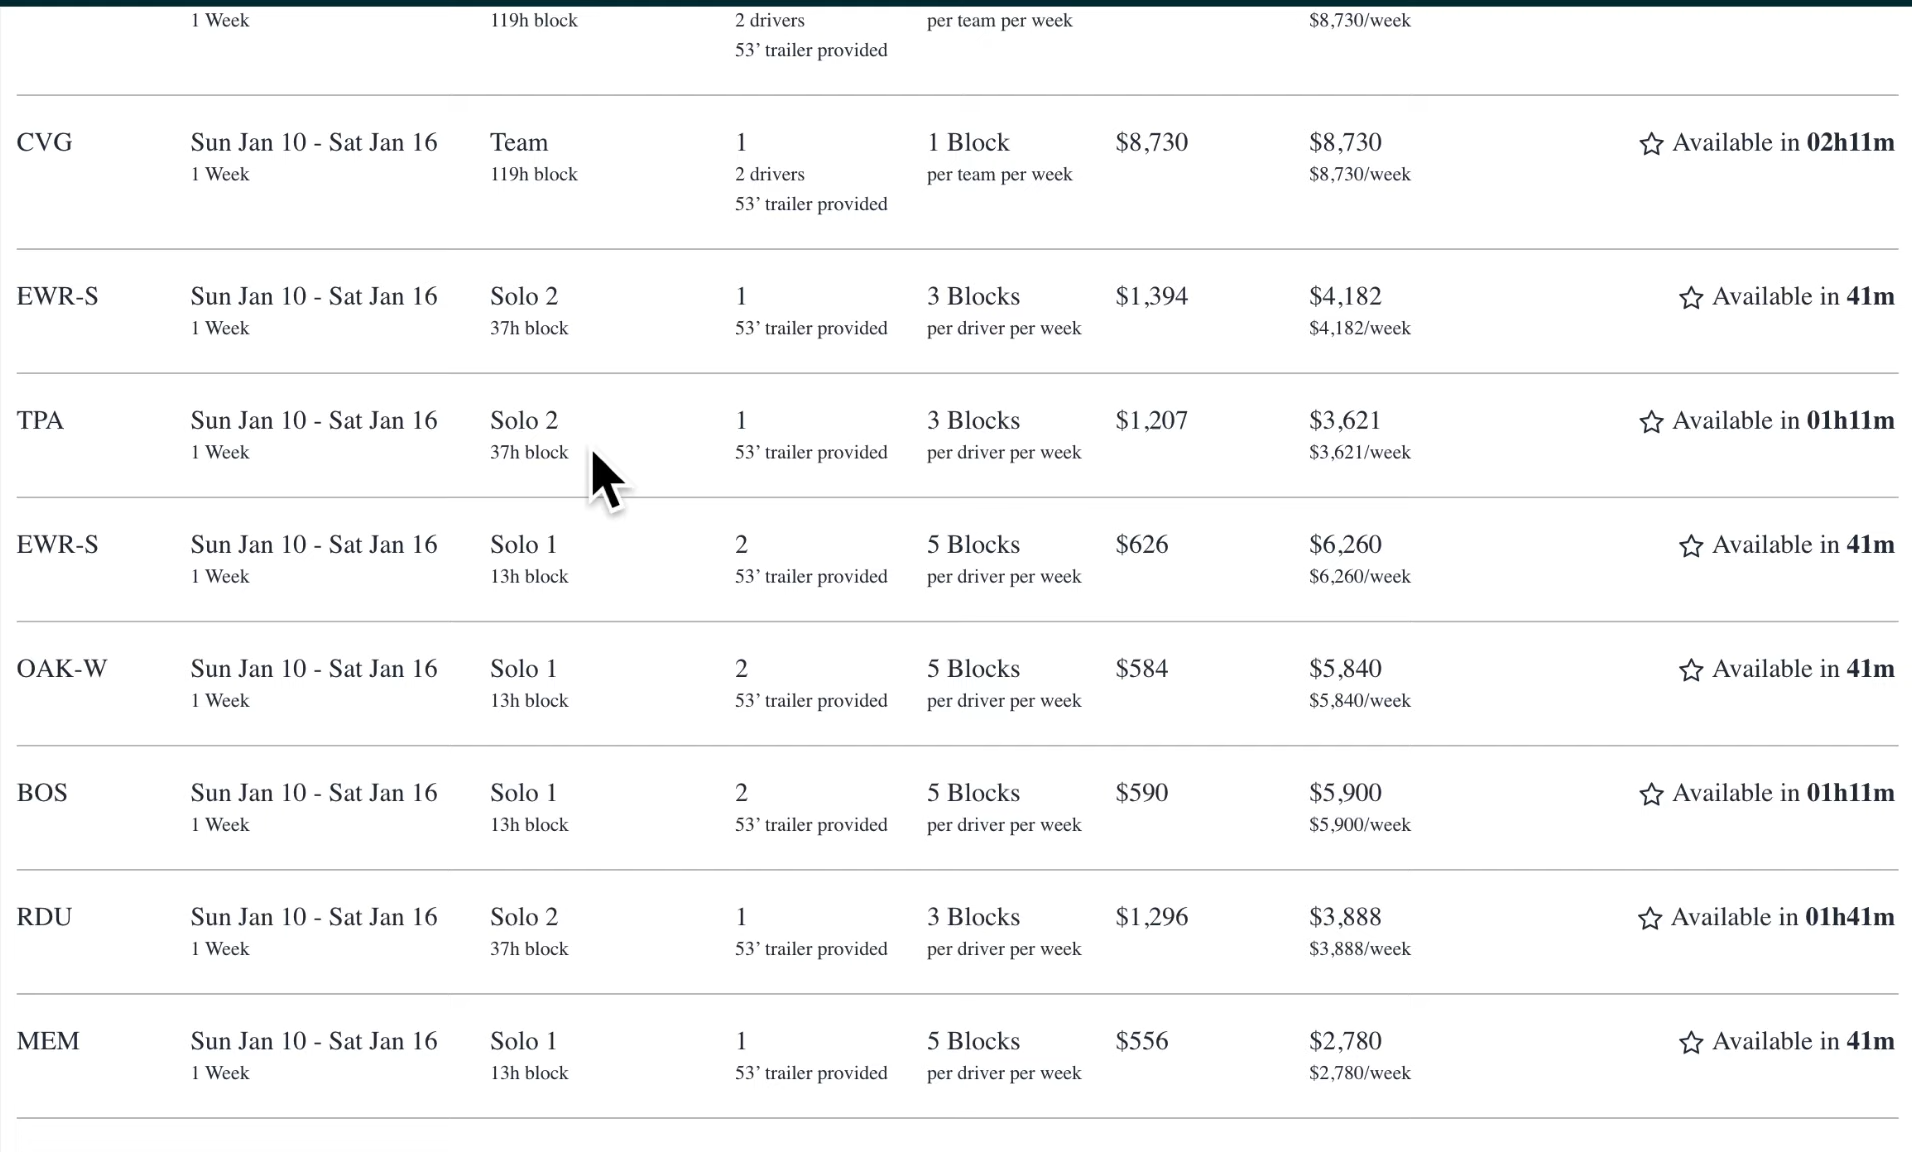 1 Week 119h block 2 drivers per team per week $8,730/week
53’ trailer provided
CVG Sun Jan 10 - Sat Jan 16 Team 1 1 Block $8,730 $8,730 Available in 02h11m
1 Week 119h block 2 drivers per team per week $8,730/week
53’ trailer provided
EWR-S Sun Jan 10 - Sat Jan 16 Solo 2 1 3 Blocks $1,394 $4,182 Available in 41m
1 Week 37h block 53’ trailer provided per driver per week $4,182/week
TPA Sun Jan 10 - Sat Jan 16 Solo 2 1 3 Blocks $1,207 $3,621 Available in 01h11m
1 Week 37h block 53’ trailer provided per driver per week $3,621/week
EWR-S Sun Jan 10 - Sat Jan 16 Solo 1 2 5 Blocks $626 $6,260 Available in 41m
1 Week 13h block 53’ trailer provided per driver per week $6,260/week
OAK-W Sun Jan 10 - Sat Jan 16 Solo 1 2 5 Blocks $584 $5,840 Available in 41m
1 Week 13h block 53’ trailer provided per driver per week $5,840/week
BOS Sun Jan 10 - Sat Jan 16 Solo 1 2 5 Blocks $590 $5,900 Available in 01h11m
1 Week 13h block 53’ trailer provided per driver per week $5,900/week
RDU Sun Jan 10 - Sat Jan 16 Solo 2 1 3 Blocks $1,296 $3,888 Available in 01h41m
1 Week 37h block 53’ trailer provided per driver per week $3,888/week
MEM Sun Jan 10 - Sat Jan 16 Solo 1 1 5 Blocks $556 $2,780 Available in 41m
1 Week 13h block 53’ trailer provided per driver per week $2,780/week